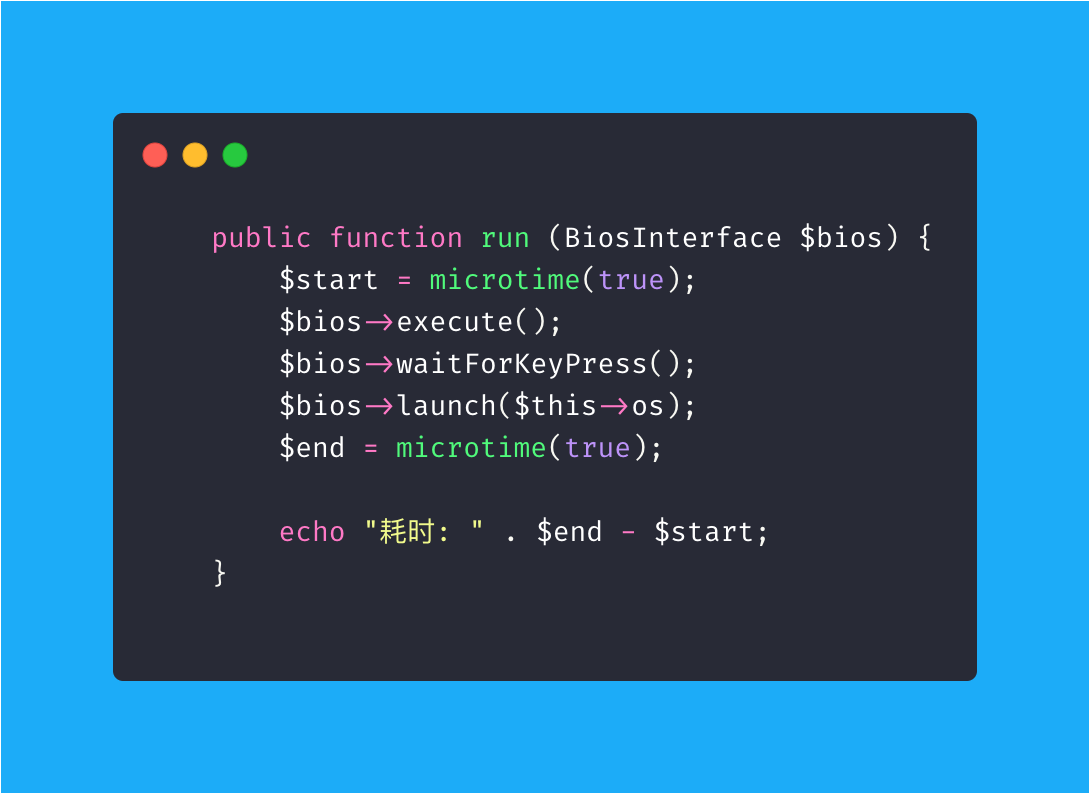 public function run (BiosInterface $bios) {
$start = microtime(true);
$bios->execute();
$bios->waitForKeyPress();
$bios->launch($this->os);
$end = microtime(true);
echo "耗时: " . $end - $start;
}